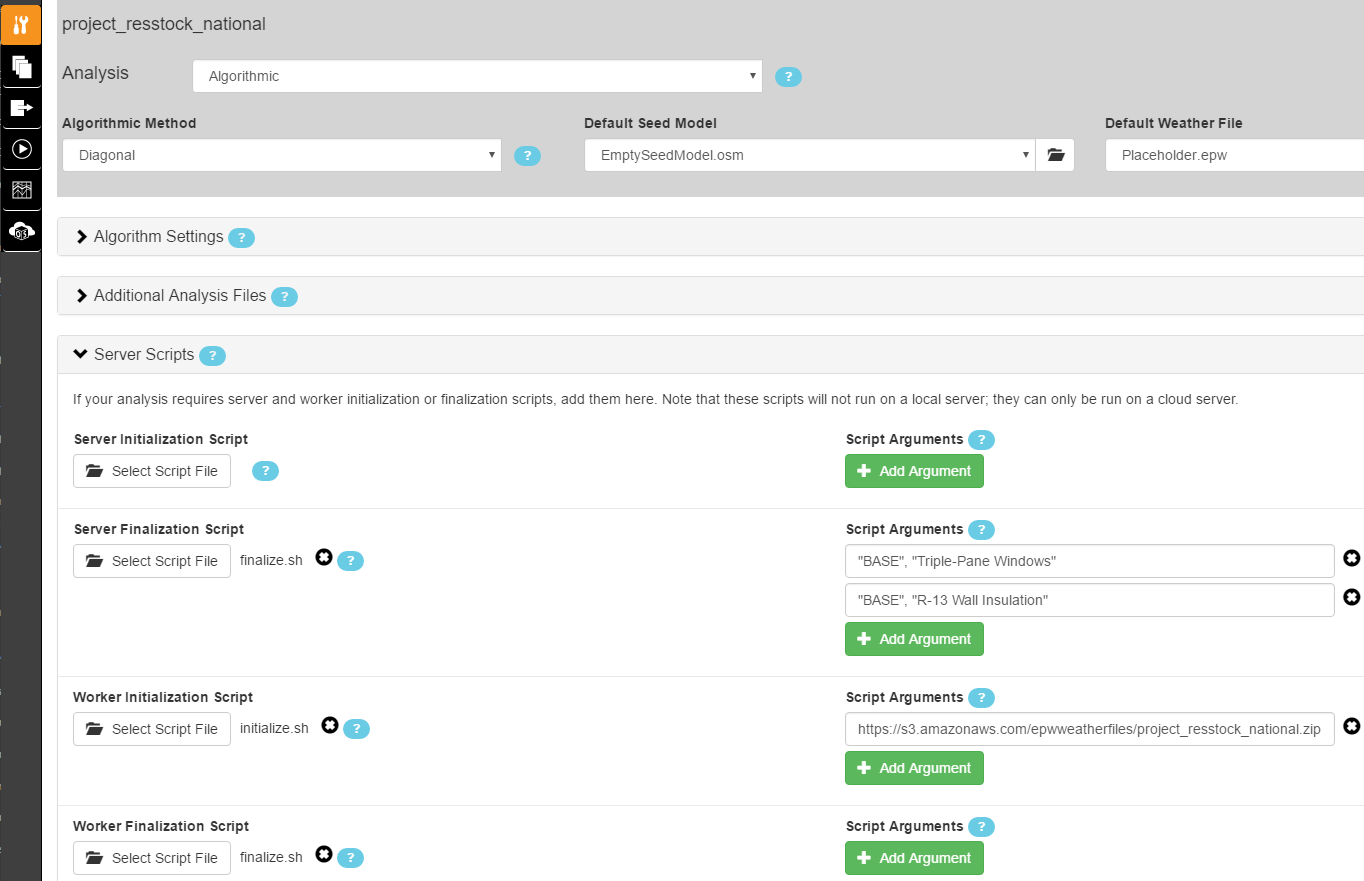 project_resstock_national
Analysis
Algorithmic
?
Algorithmic Method
Default Seed Model
Default Weather File
Diagonal
?
EmptySeedModel.osm
Placeholder.epw
Algorithm Settings ?
Additional Analysis Files ?
Server Scripts ?
If your analysis requires server and worker initialization or finalization scripts, add them here. Note that these scripts will not run on a local server; they can only be run on a cloud server.
Server Initialization Script
Select Script File ?
Script Arguments ?
Add Argument
Server Finalization Script
Select Script File finalize.sh ?
Script Arguments ?
"BASE", "Triple-Pane Windows"
"BASE", "R-13 Wall Insulation"
Add Argument
Worker Initialization Script
Select Script File initialize.sh ?
Script Arguments ?
https://s3.amazonaws.com/epwweatherfiles/project_resstock_national.zip
Add Argument
Worker Finalization Script
Select Script File finalize.sh ?
Script Arguments ?
Add Argument